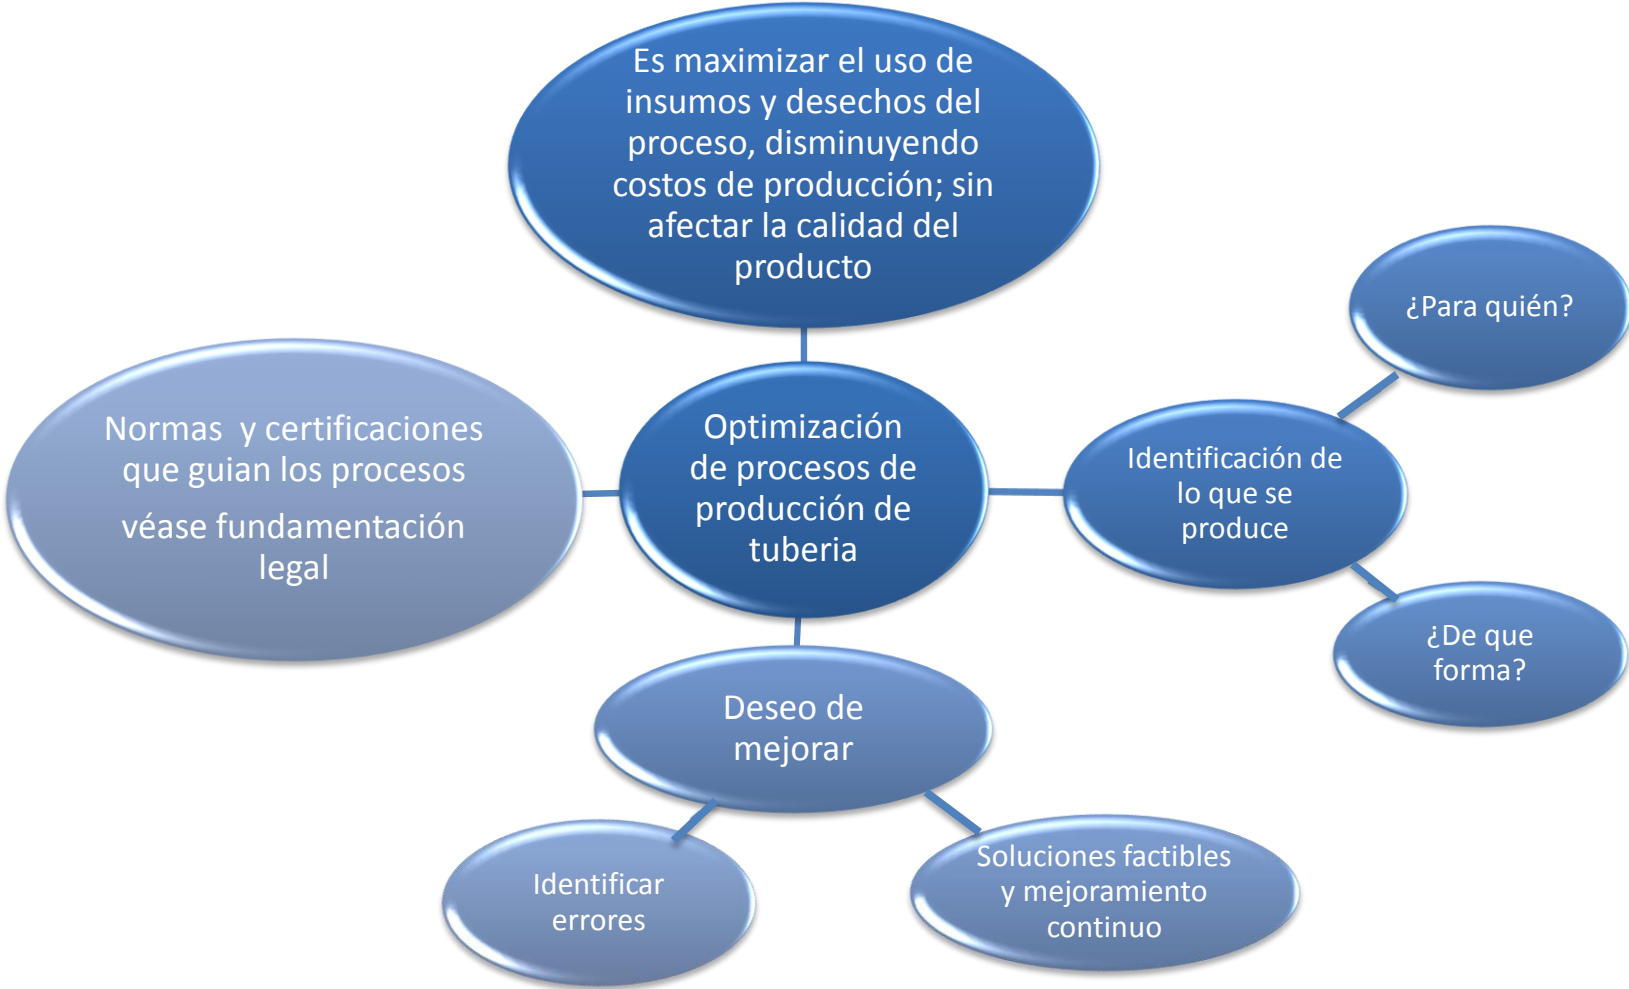 Es maximizar el uso de
insumos y desechos del
proceso, disminuyendo
costos de producción; sin
afectar la calidad del
producto
¿Para quién?
Normas  y certificaciones
que guian los procesos
véase fundamentación
legal
Optimización
de procesos de
producción de
tuberia
Identificación de
lo que se
produce
¿De que
forma?
Deseo de
mejorar
Identificar
errores
Soluciones factibles
y mejoramiento
continuo